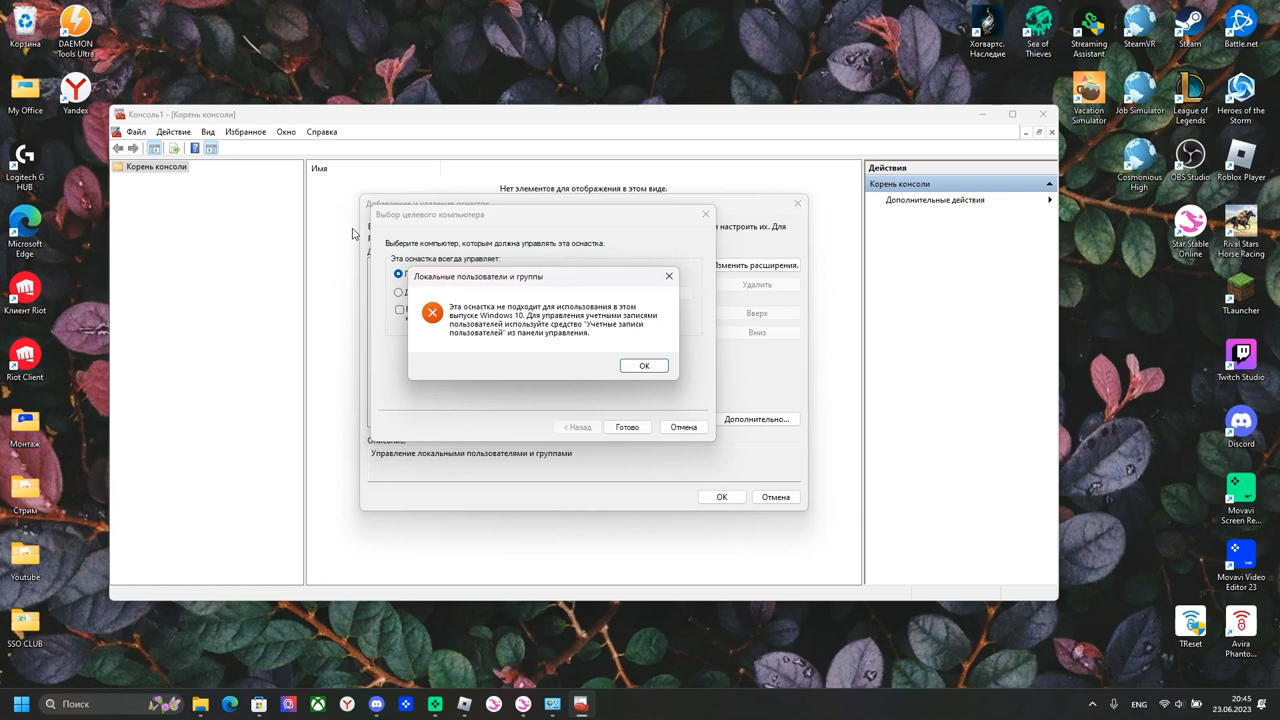 Корзина
DAEMON
Tools Ultra
Хогвартс.
Наследие
Sea of
Thieves
Streaming
Assistant
SteamVR
Steam
Battle.net
My Office
Yandex
Vacation
Simulator
Job Simulator
League of
Legends
Heroes of the
Storm
Консоль1 - [Корень консоли]
Файл Действие Вид Избранное Окно Справка
Корень консоли
Имя
Нет элементов для отображения в этом виде.
Действия
Корень консоли
Дополнительные действия
Logitech G
HUB
Cosmonious
High
OBS Studio
Roblox Player
Добавление и удаление оснасток
Выбор целевого компьютера
и настроить их. Для
Выберите компьютер, которым должна управлять эта оснастка.
Эта оснастка всегда управляет:
Изменить расширения.
Удалить
Вверх
Вниз
Локальные пользователи и группы
Эта оснастка не подходит для использования в этом
выпуске Windows 10. Для управления учетными записями
пользователей используйте средство "Учетные записи
пользователей" из панели управления.
OK
Дополнительно...
< Назад Готово Отмена
Описание:
Управление локальными пользователями и группами
OK Отмена
Microsoft
Edge
Star Stable
Online
Rival Stars
Horse Racing
Клиент Riot
TLauncher
Riot Client
Twitch Studio
Монтаж
Discord
Стрим
Movavi
Screen Re...
Youtube
Movavi Video
Editor 23
SSO CLUB
TReset
Avira
Phanto...
Поиск
РУС
20:45
23.06.2023